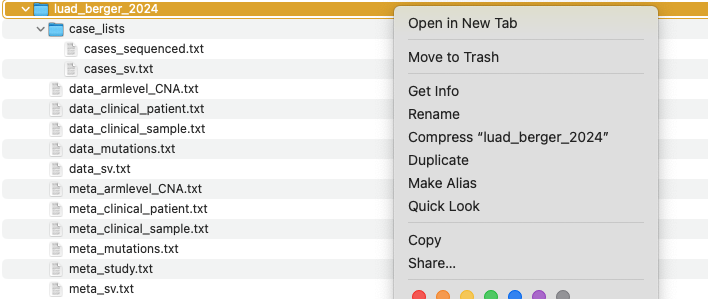 luad_berger_2024
case_lists
cases_sequenced.txt
cases_sv.txt
data_armlevel_CNA.txt
data_clinical_patient.txt
data_clinical_sample.txt
data_mutations.txt
data_sv.txt
meta_armlevel_CNA.txt
meta_clinical_patient.txt
meta_clinical_sample.txt
meta_mutations.txt
meta_study.txt
meta_sv.txt
Open in New Tab
Move to Trash
Get Info
Rename
Compress “luad_berger_2024”
Duplicate
Make Alias
Quick Look
Copy
Share...